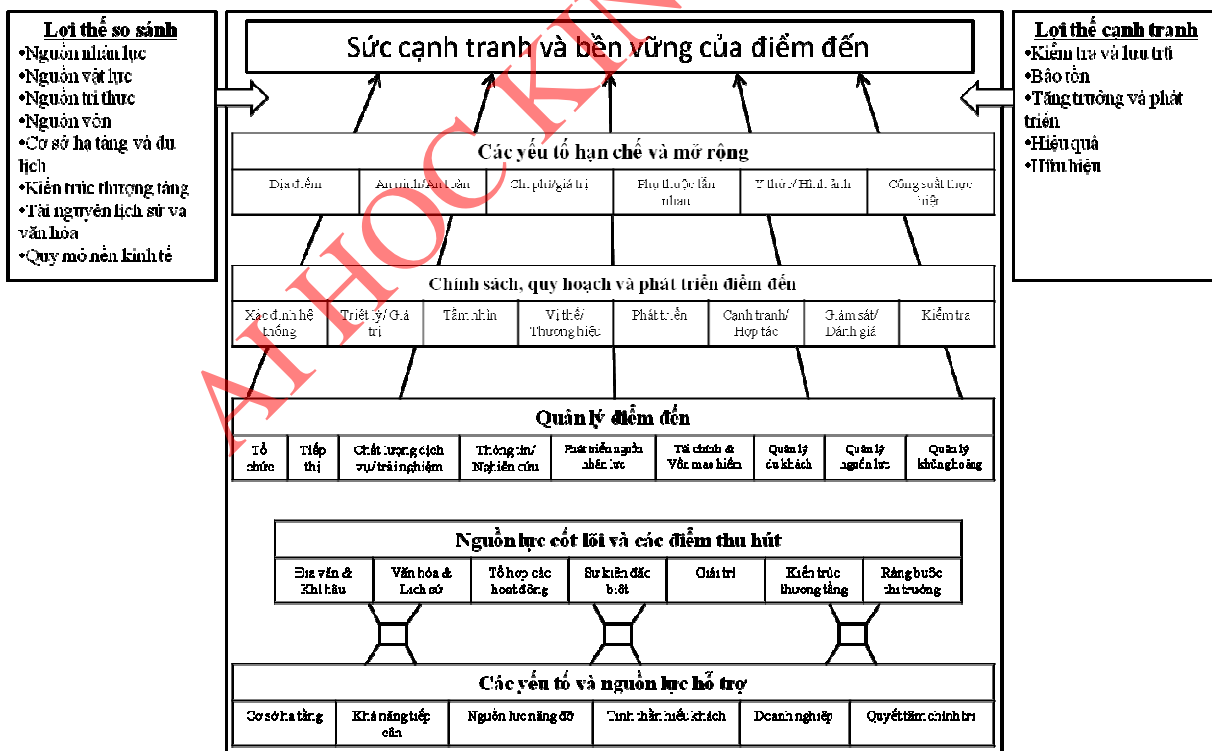 Lợi thế so sánh
•Nguồn nhân lực
•Nguồn vật lực
•Nguồn tri thức
•Nguồn vốn
•Cơ sở hạ tầng và du
lịch
•Kiến trúc thượng tầng
•Tài nguyên lịch sử và
văn hóa
•Quy mô nền kinh tế
Sức cạnh tranh và bền vững của điểm đến
Lợi thế cạnh tranh
•Kiểm tra và lưu trữ
•Bảo tồn
•Tăng trưởng và phát
triển
•Hiệu quả
•Hữu hiệu
Các yếu tố hạn chế và mở rộng
Địa điểm
An ninh/An toàn
Chi phí/giá trị
Phụ thuộc lẫn
nhau
Ý thức/Hình ảnh
Công suất thực
Chính sách, quy hoạch và phát triển điểm đến
Xác định hệ
thống
Triết lý/ Giá
trị
Tầm nhìn
Vị thế/
Thương hiệu
Phát triển
Cạnh tranh/
Hợp tác
Giám sát/
Đánh giá
Kiểm tra
Quản lý điểm đến
Tổ
chức
Tiếp
thị
Chất lượng dịch
vụ/trải nghiệm
Thông tin/
Nghiên cứu
Phát triển nguồn
nhân lực
Tài chính &
Vốn mạo hiểm
Quản lý
du khách
Quản lý
nguồn lực
Quản lý
khủng hoảng
Nguồn lực cốt lõi và các điểm thu hút
Địa văn &
Khí hậu
Văn hóa &
Lịch sử
Tổ hợp các
hoạt động
Sự kiện đặc
biệt
Giải trí
Kiến trúc
thượng tầng
Ràng buộc
thị trường
Các yếu tố và nguồn lực hỗ trợ
Cơ sở hạ tầng
Khả năng tiếp
cận
Nguồn lực nâng đỡ
Tinh thần hiếu khách
Doanh nghiệp
Quyết tâm chính trị
AI HOC KIN